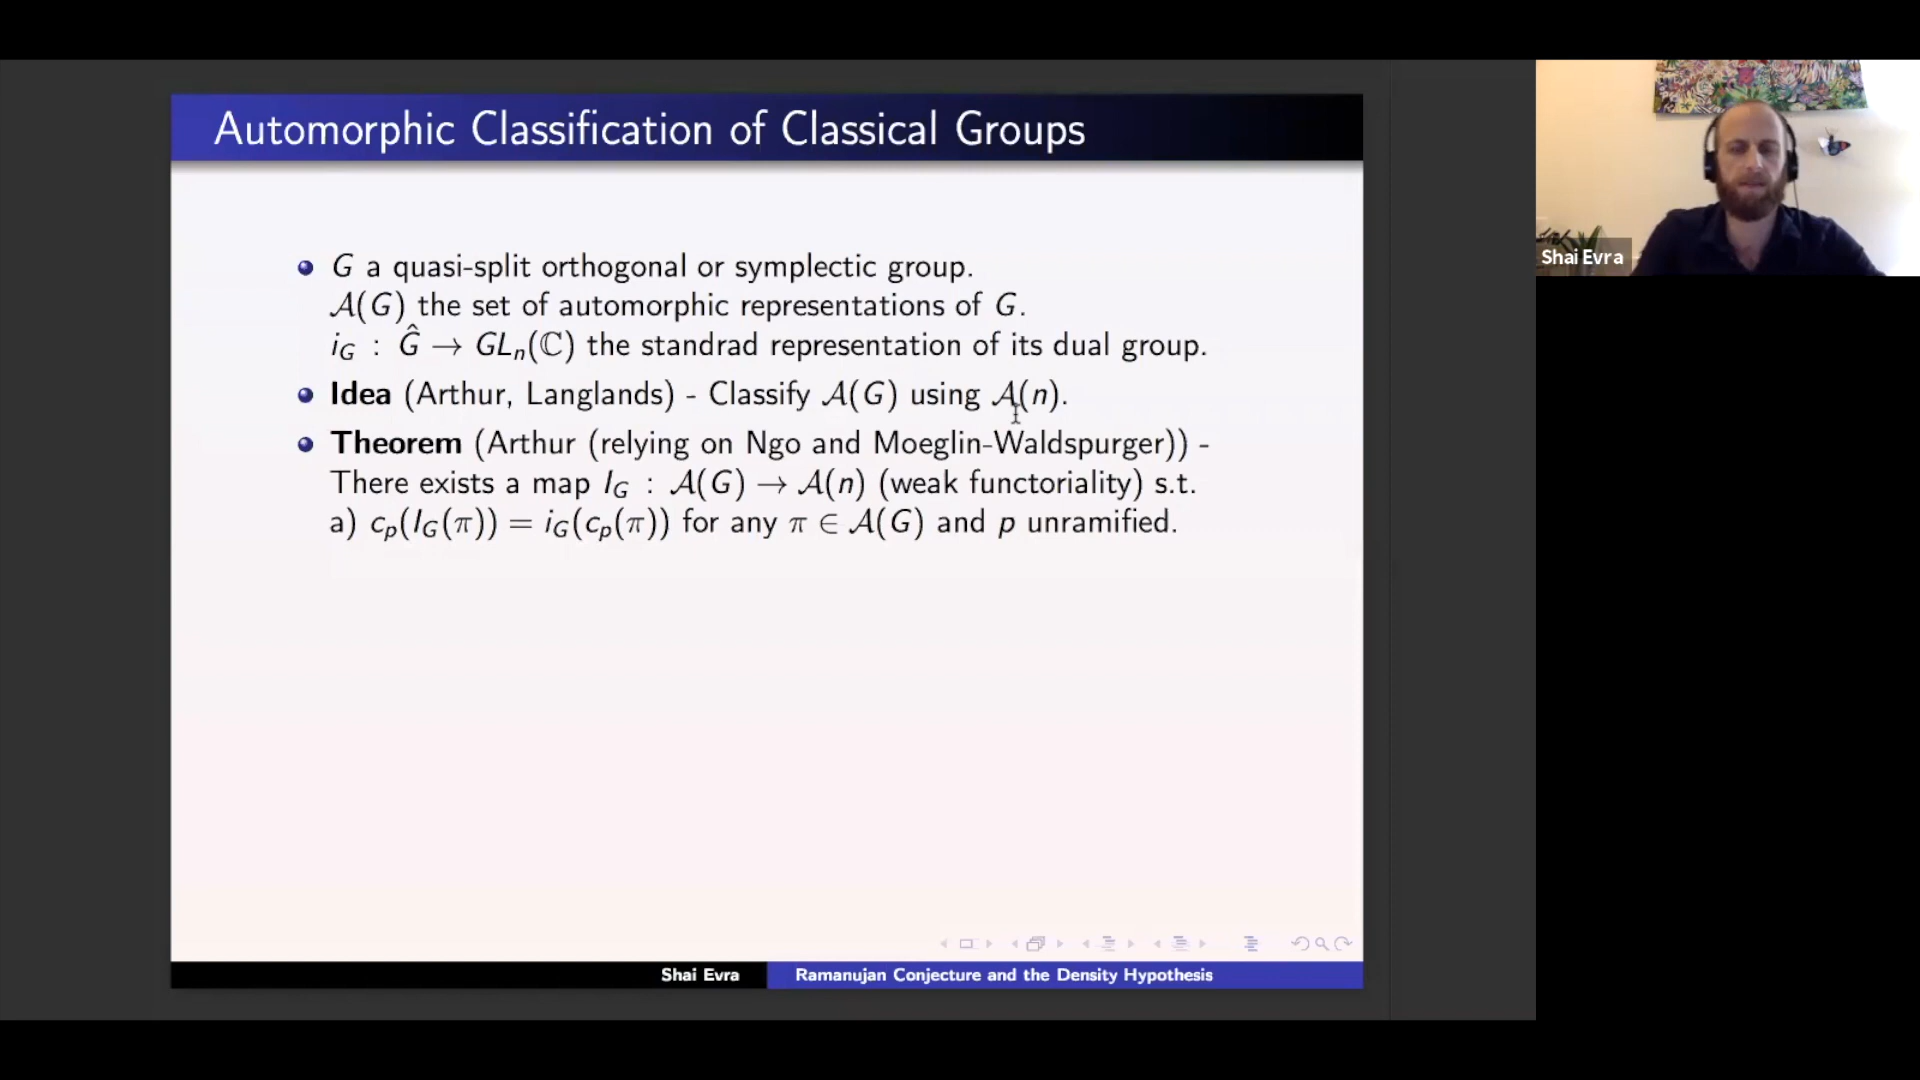 Automorphic Classification of Classical Groups
G a quasi-split orthogonal or symplectic group.
𝒜(G) the set of automorphic representations of G.
i_G : Ĝ → GL_n(ℂ) the standrad representation of its dual group.
Idea (Arthur, Langlands) - Classify 𝒜(G) using 𝒜(n).
Theorem (Arthur (relying on Ngo and Moeglin-Waldspurger)) -
There exists a map I_G : 𝒜(G) → 𝒜(n) (weak functoriality) s.t.
a) c_p(I_G(π)) = i_G(c_p(π)) for any π ∈ 𝒜(G) and p unramified.
Shai Evra
Ramanujan Conjecture and the Density Hypothesis
Shai Evra